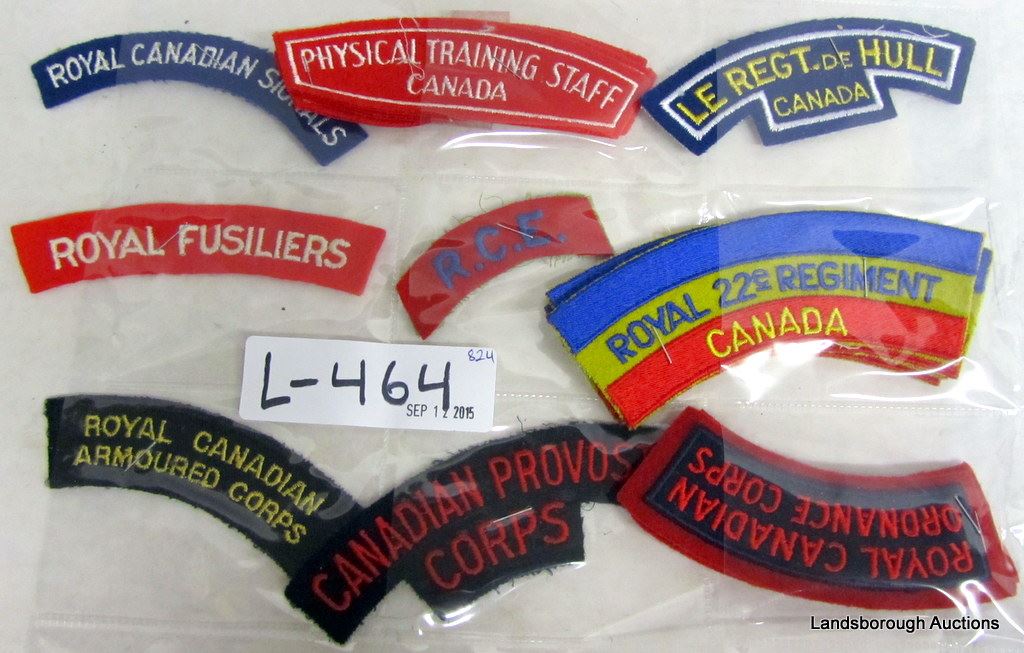 ROYAL CANADIAN SIGNALS
PHYSICAL TRAINING STAFF
CANADA
LE REGT. DE HULL
CANADA
ROYAL FUSILIERS
R.C.E.
ROYAL 22e REGIMENT
CANADA
L-464
824
SEP 12 2015
ROYAL CANADIAN
ARMOURED CORPS
CANADIAN PROVOS
CORPS
ROYAL CANADIAN
ORDNANCE CORPS
Landsborough Auctions